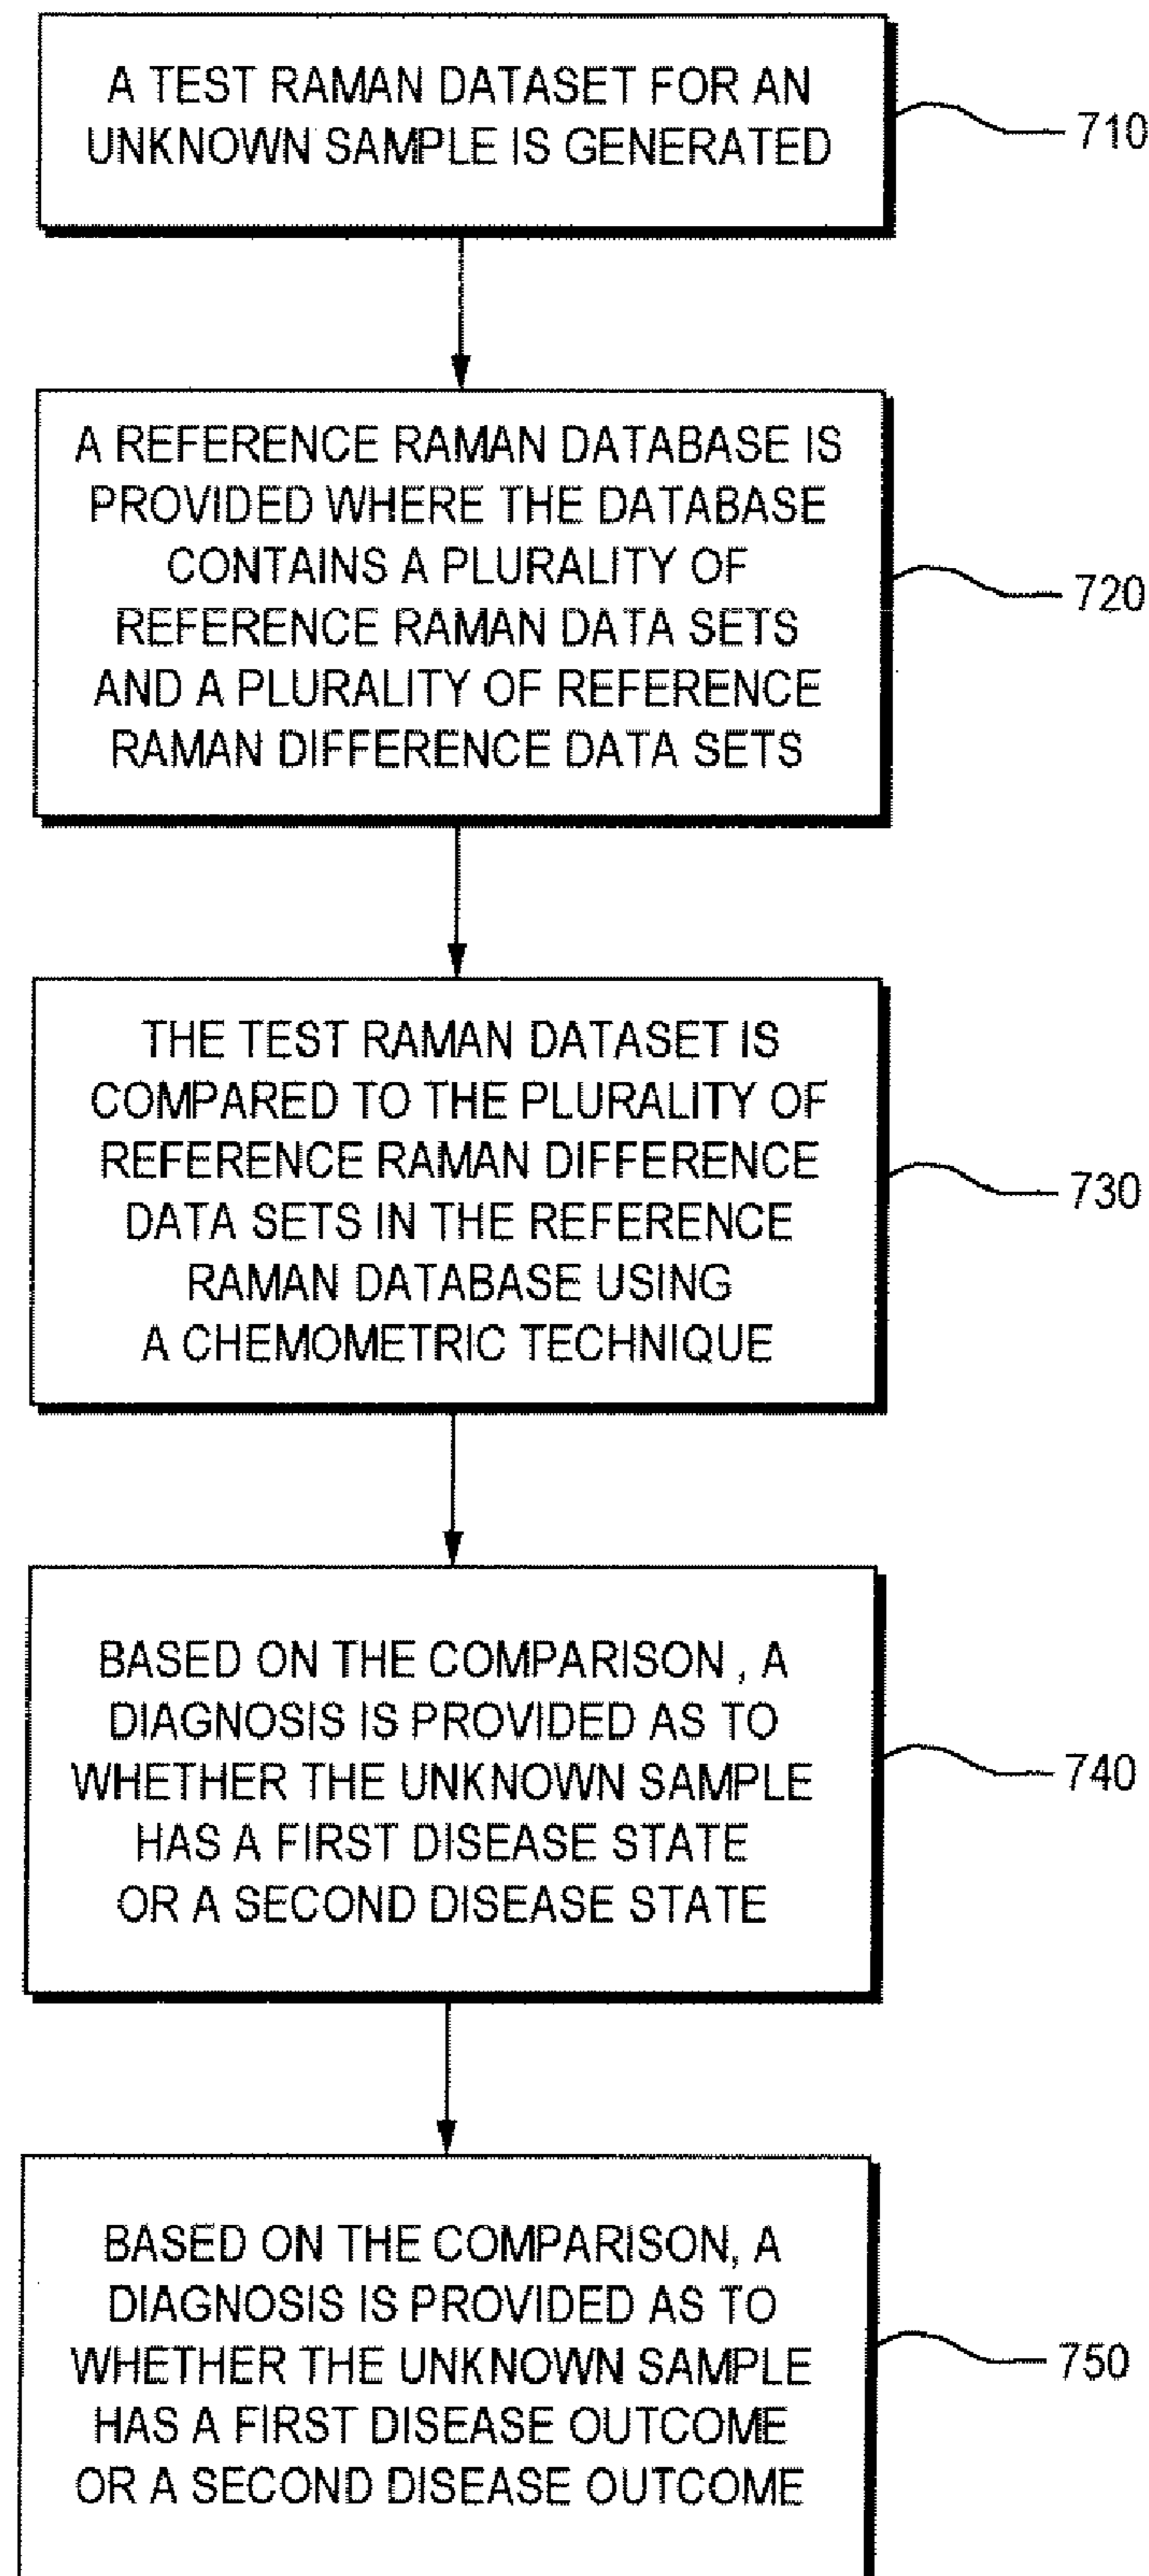 A TEST RAMAN DATASET FOR AN
UNKNOWN SAMPLE IS GENERATED
710
A REFERENCE RAMAN DATABASE IS
PROVIDED WHERE THE DATABASE
CONTAINS A PLURALITY OF
REFERENCE RAMAN DATA SETS
AND A PLURALITY OF REFERENCE
RAMAN DIFFERENCE DATA SETS
720
THE TEST RAMAN DATASET IS
COMPARED TO THE PLURALITY OF
REFERENCE RAMAN DIFFERENCE
DATA SETS IN THE REFERENCE
RAMAN DATABASE USING
A CHEMOMETRIC TECHNIQUE
730
BASED ON THE COMPARISON , A
DIAGNOSIS IS PROVIDED AS TO
WHETHER THE UNKNOWN SAMPLE
HAS A FIRST DISEASE STATE
OR A SECOND DISEASE STATE
740
BASED ON THE COMPARISON, A
DIAGNOSIS IS PROVIDED AS TO
WHETHER THE UNKNOWN SAMPLE
HAS A FIRST DISEASE OUTCOME
OR A SECOND DISEASE OUTCOME
750